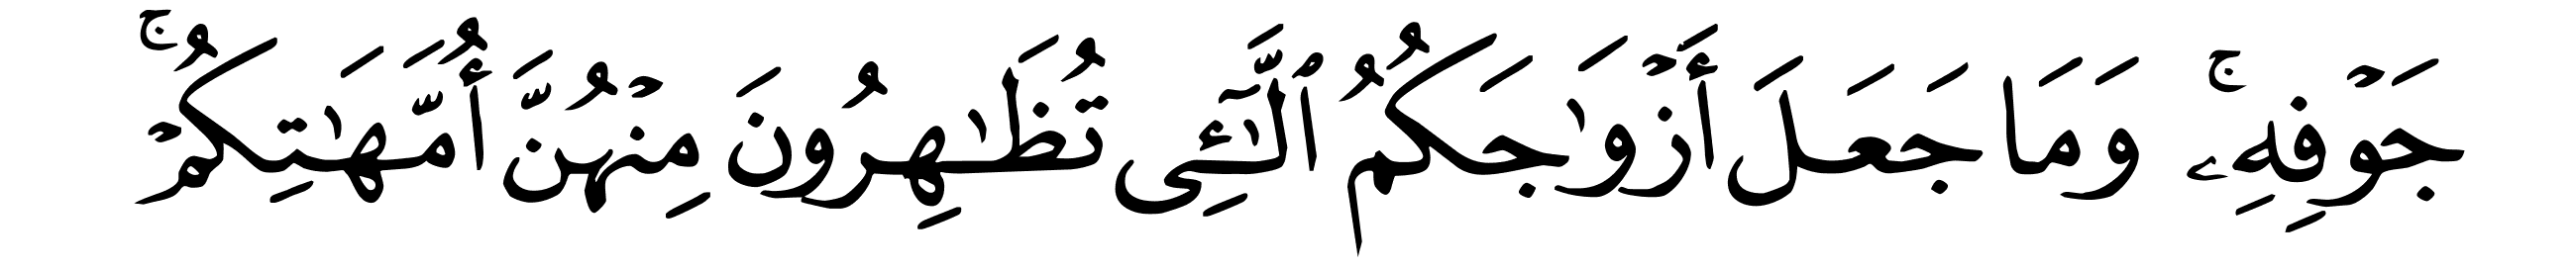 جَوْفِهِۦۚ وَمَا جَعَلَ أَزْوَٰجَكُمُ ٱلَّٰٓـِٔى تُظَٰهِرُونَ مِنْهُنَّ أُمَّهَٰتِكُمْۚ